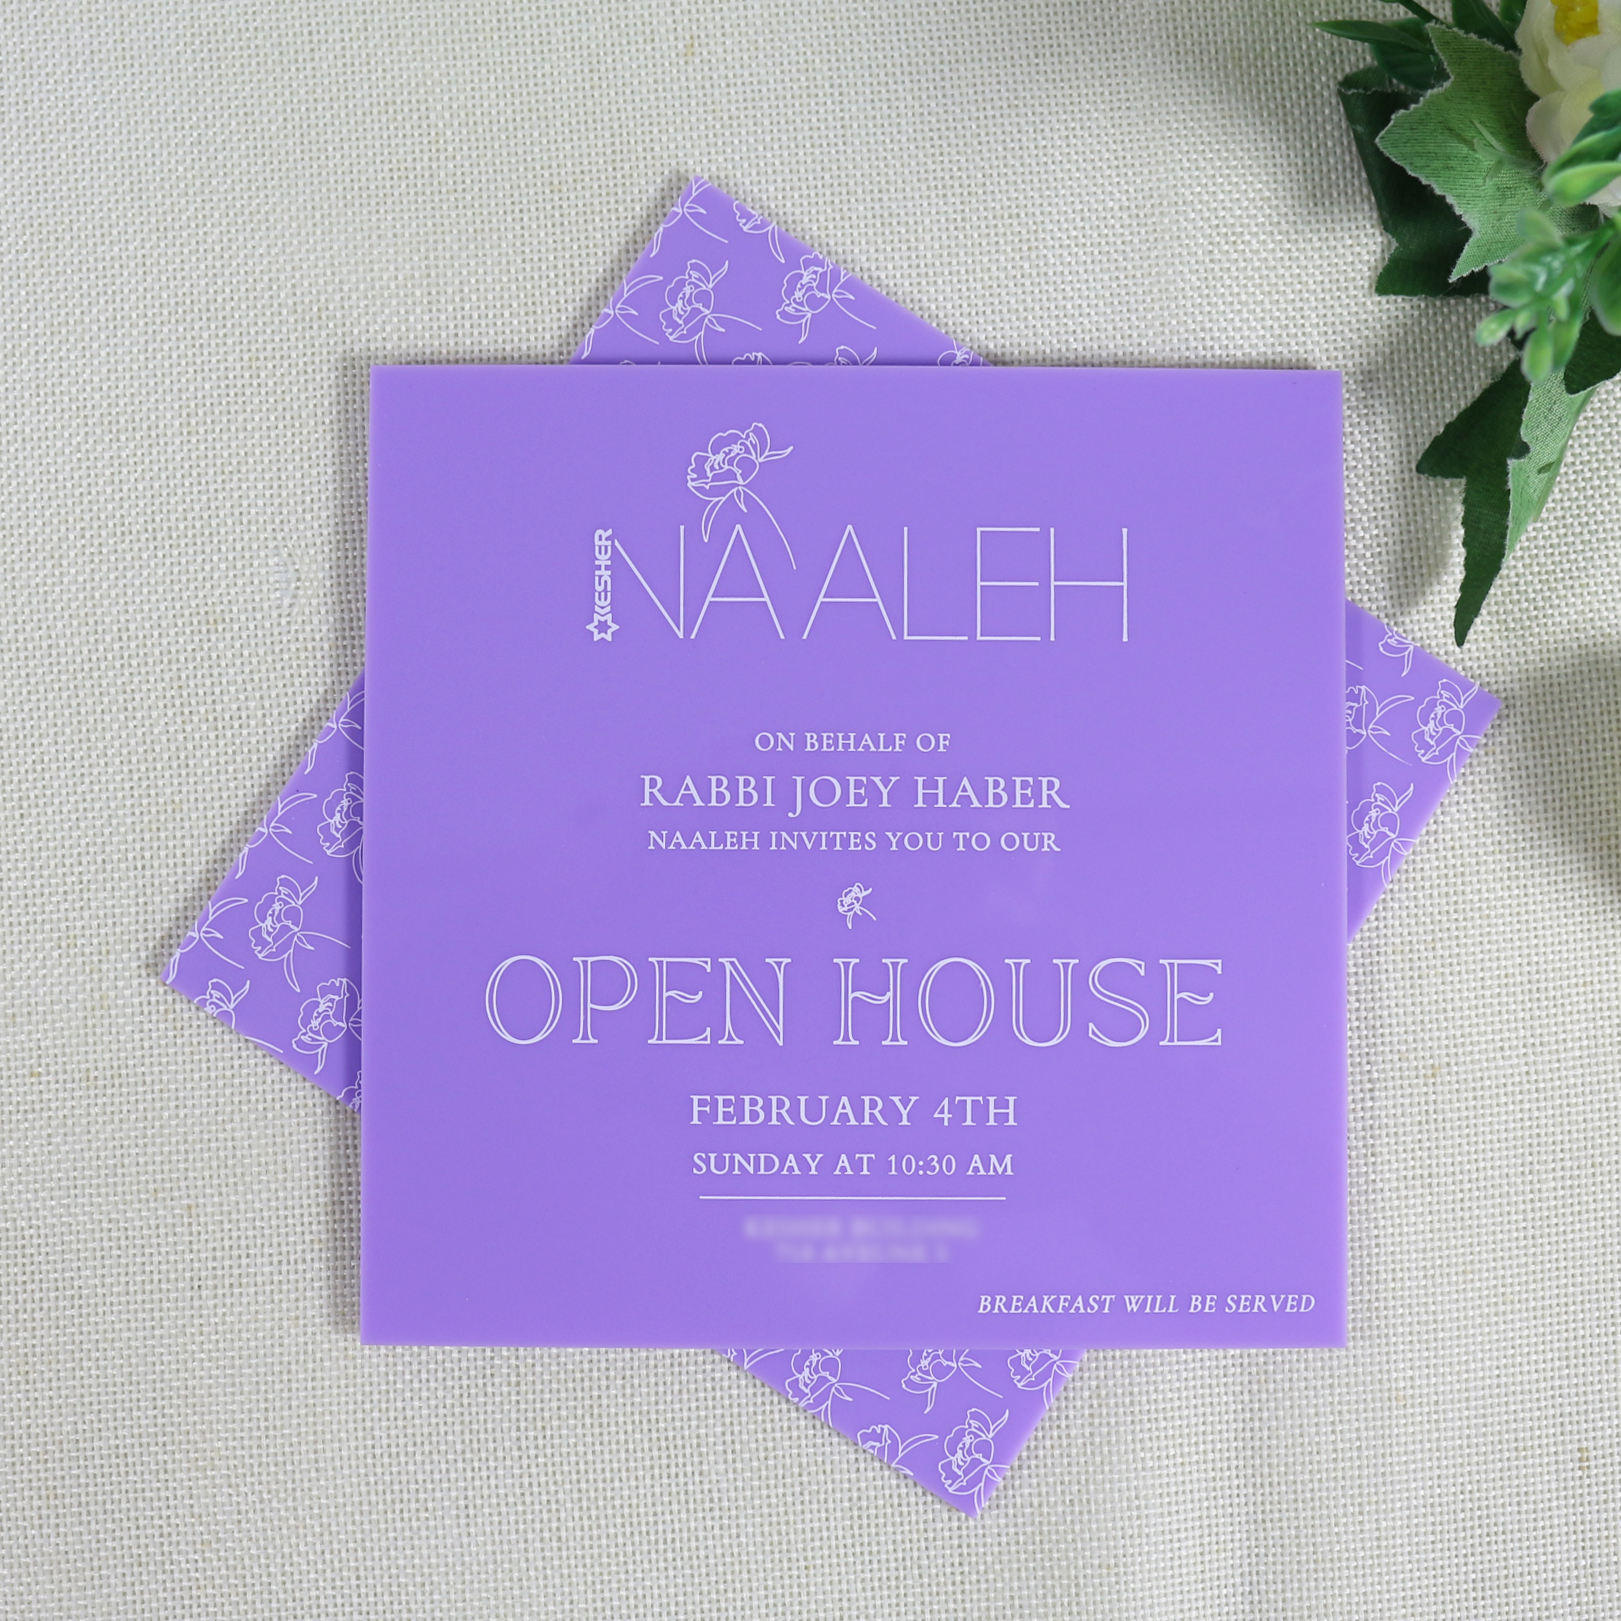 KESHER
NAALEH
ON BEHALF OF
RABBI JOEY HABER
NAALEH INVITES YOU TO OUR
OPEN HOUSE
FEBRUARY 4TH
SUNDAY AT 10:30 AM
BREAKFAST WILL BE SERVED